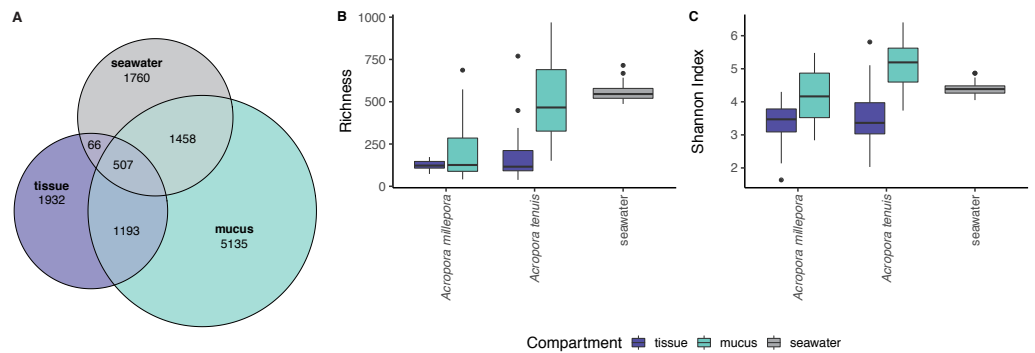 A
seawater
1760
66
1458
507
tissue
1932
1193
mucus
5135
B
Richness
1000
750
500
250
0
Acropora millepora
Acropora tenuis
seawater
C
Shannon Index
6
5
4
3
2
Acropora millepora
Acropora tenuis
seawater
Compartment tissue mucus seawater